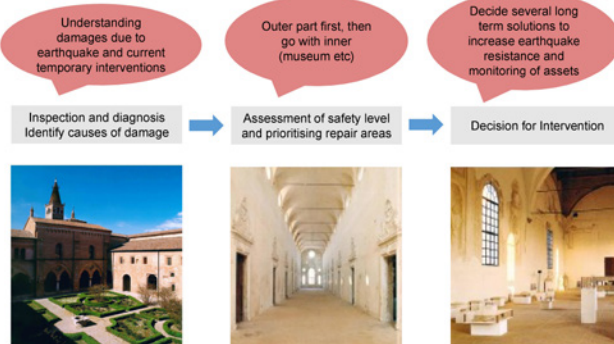 Understanding
damages due to
earthquake and current
temporary interventions
Outer part first, then
go with inner
(museum etc)
Decide several long
term solutions to
increase earthquake
resistance and
monitoring of assets
Inspection and diagnosis
Identify causes of damage
Assessment of safety level
and prioritising repair areas
Decision for Intervention